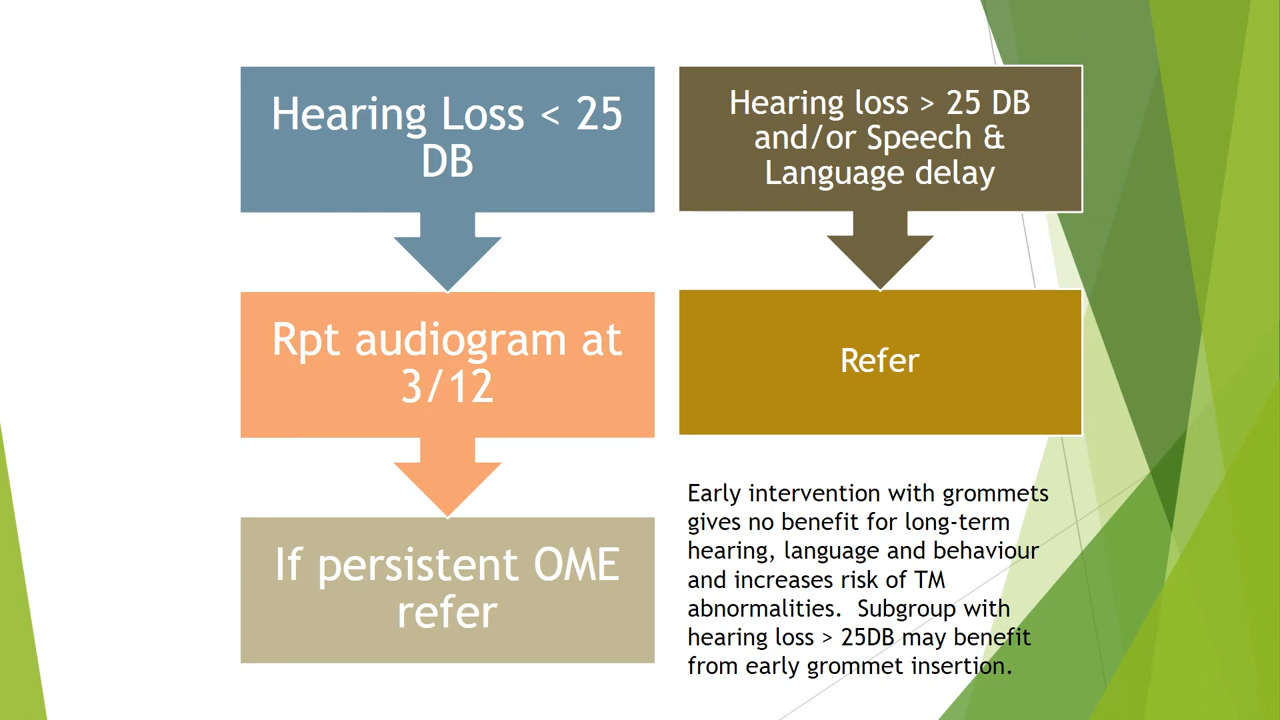 Hearing Loss < 25
DB
Rpt audiogram at
3/12
If persistent OME
refer
Hearing loss > 25 DB
and/or Speech &
Language delay
Refer
Early intervention with grommets
gives no benefit for long-term
hearing, language and behaviour
and increases risk of TM
abnormalities.  Subgroup with
hearing loss > 25DB may benefit
from early grommet insertion.